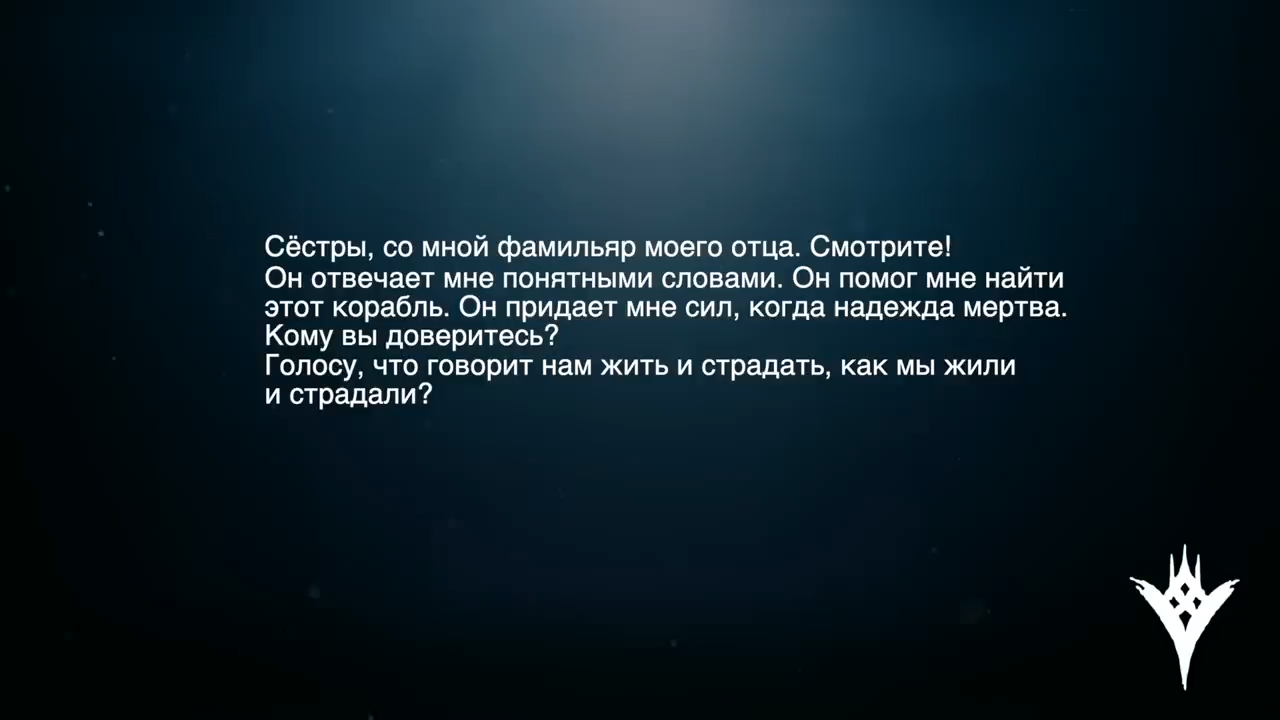 Сёстры, со мной фамильяр моего отца. Смотрите!
Он отвечает мне понятными словами. Он помог мне найти
этот корабль. Он придает мне сил, когда надежда мертва.
Кому вы доверитесь?
Голосу, что говорит нам жить и страдать, как мы жили
и страдали?